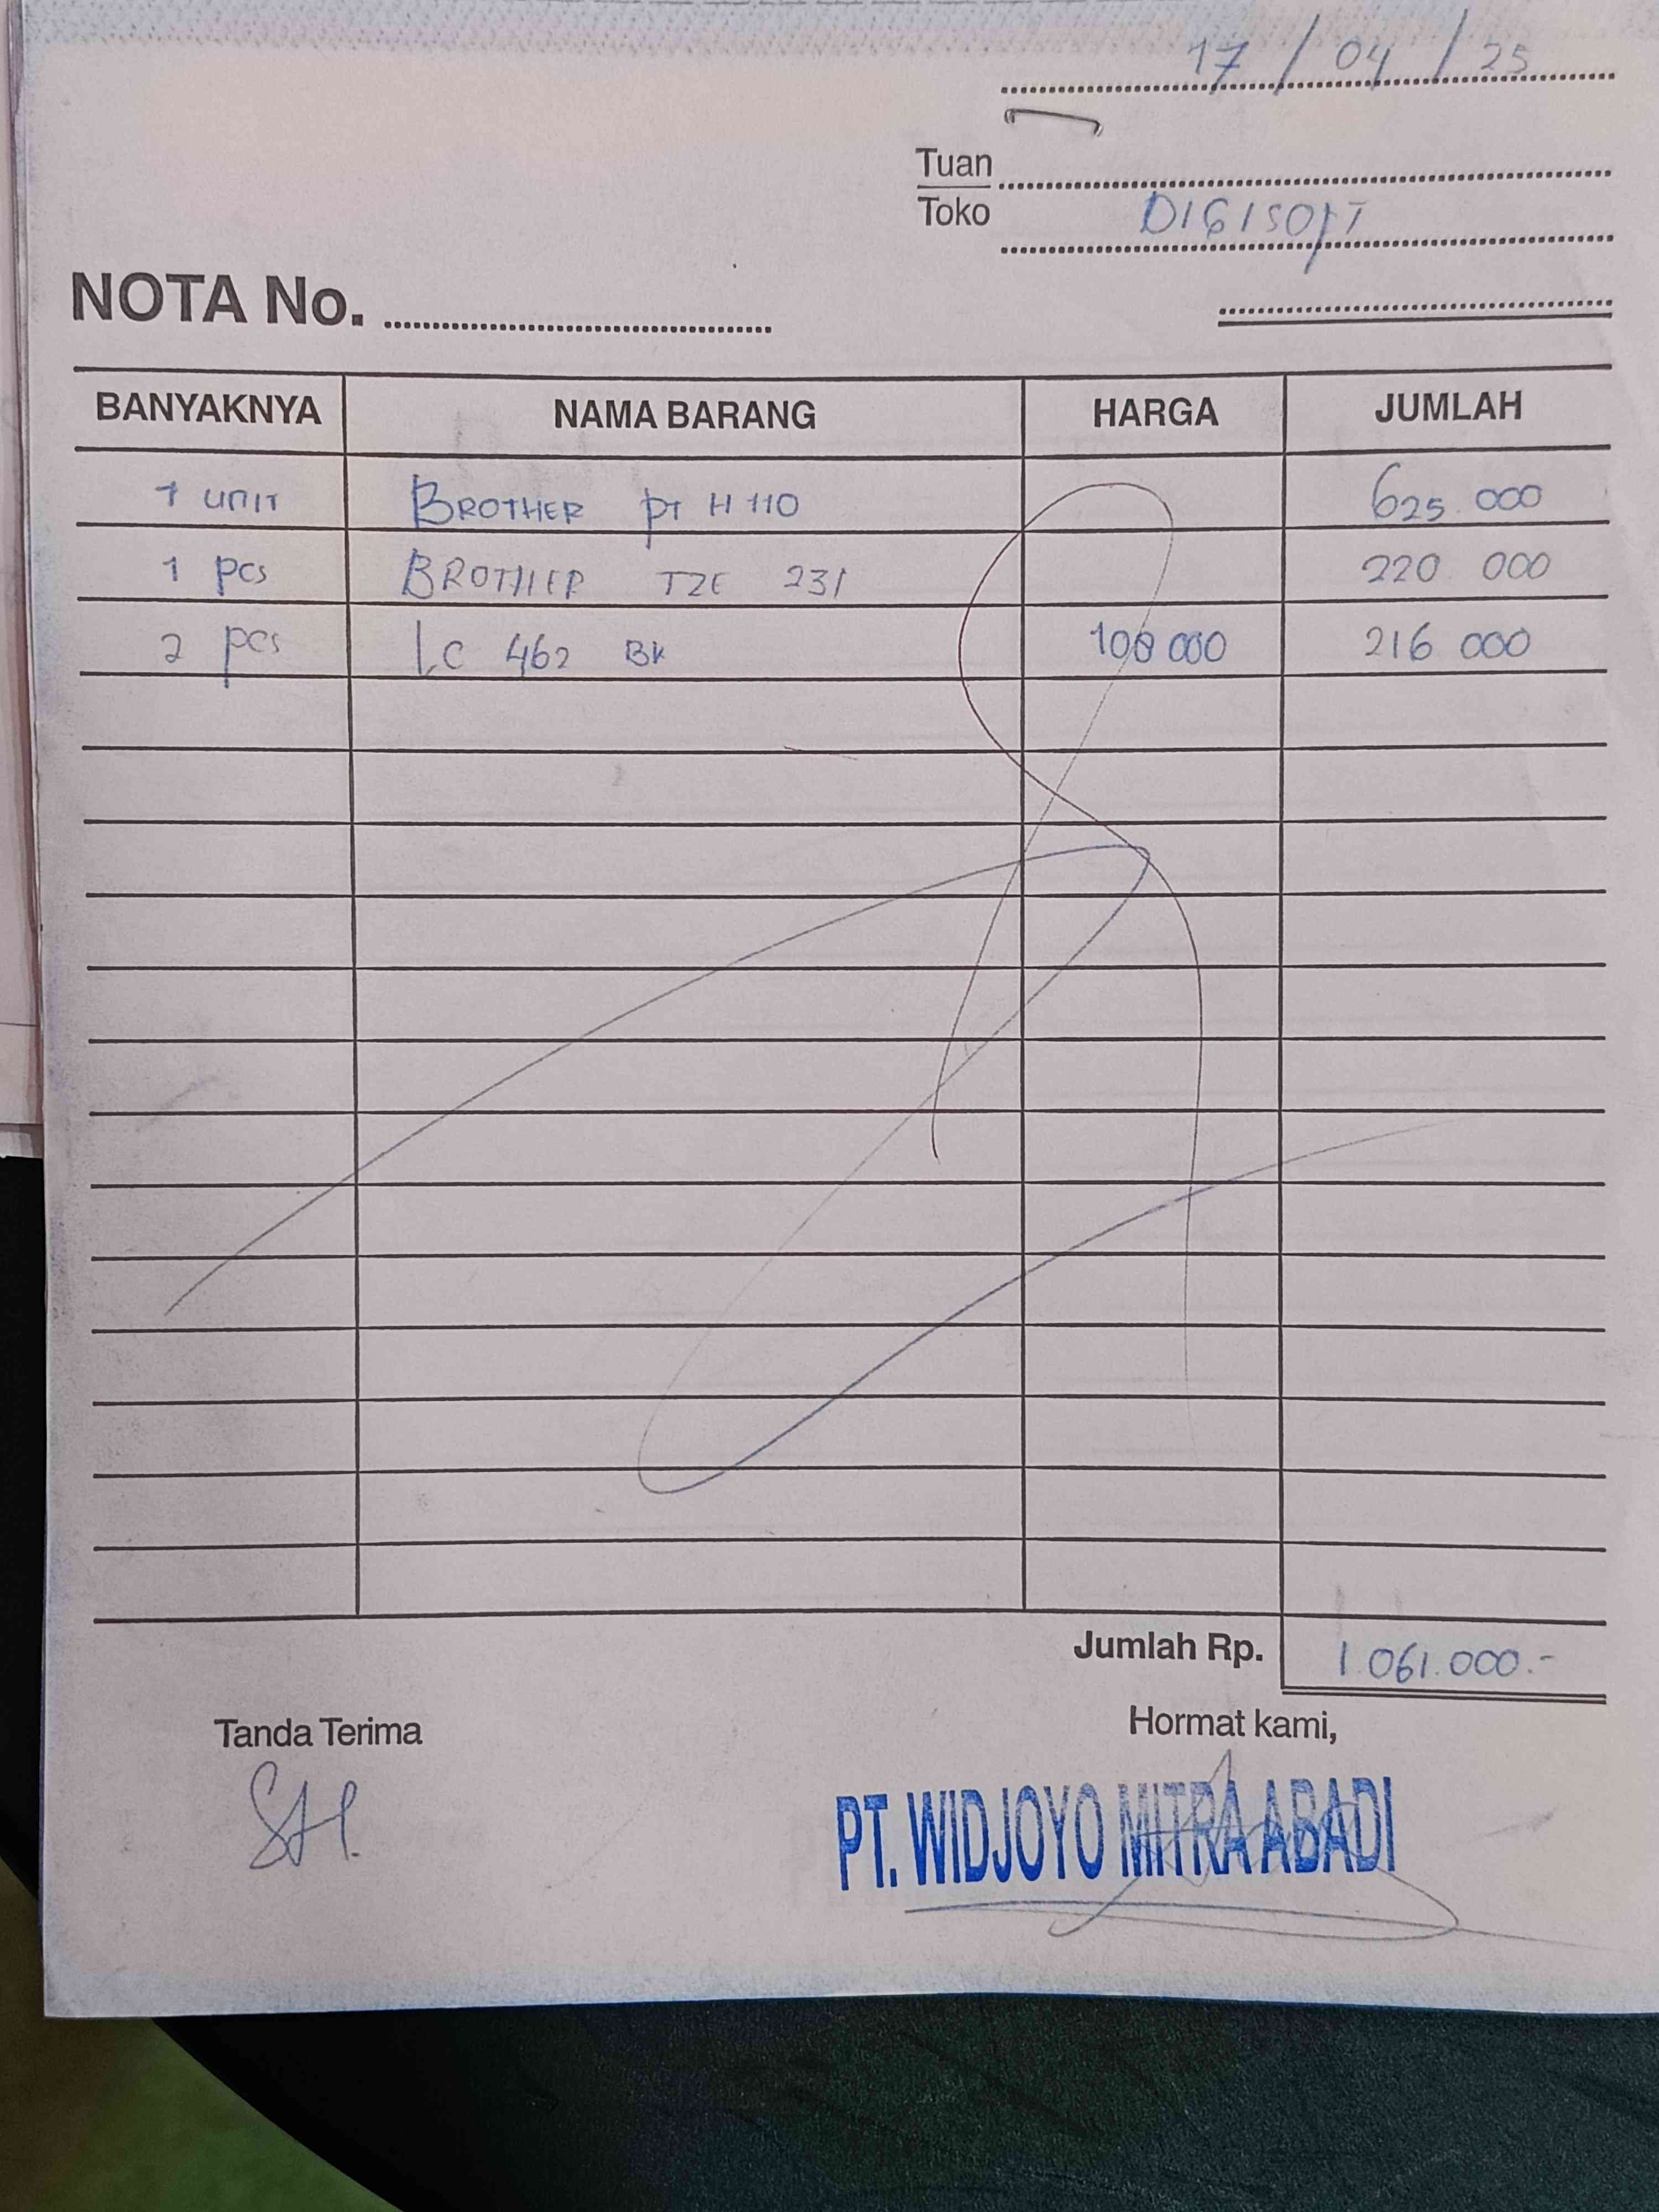 17 / 04 / 25
Tuan
Toko DIGISOFT
NOTA No.
BANYAKNYA NAMA BARANG HARGA JUMLAH
1 UNIT BROTHER PT H 110 625 000
1 pcs BROTHER TZE 231 220 000
2 pcs LC 462 BK 108 000 216 000
Jumlah Rp. 1.061.000.-
Tanda Terima Hormat kami,
PT. WIDJOYO MITRA ABADI